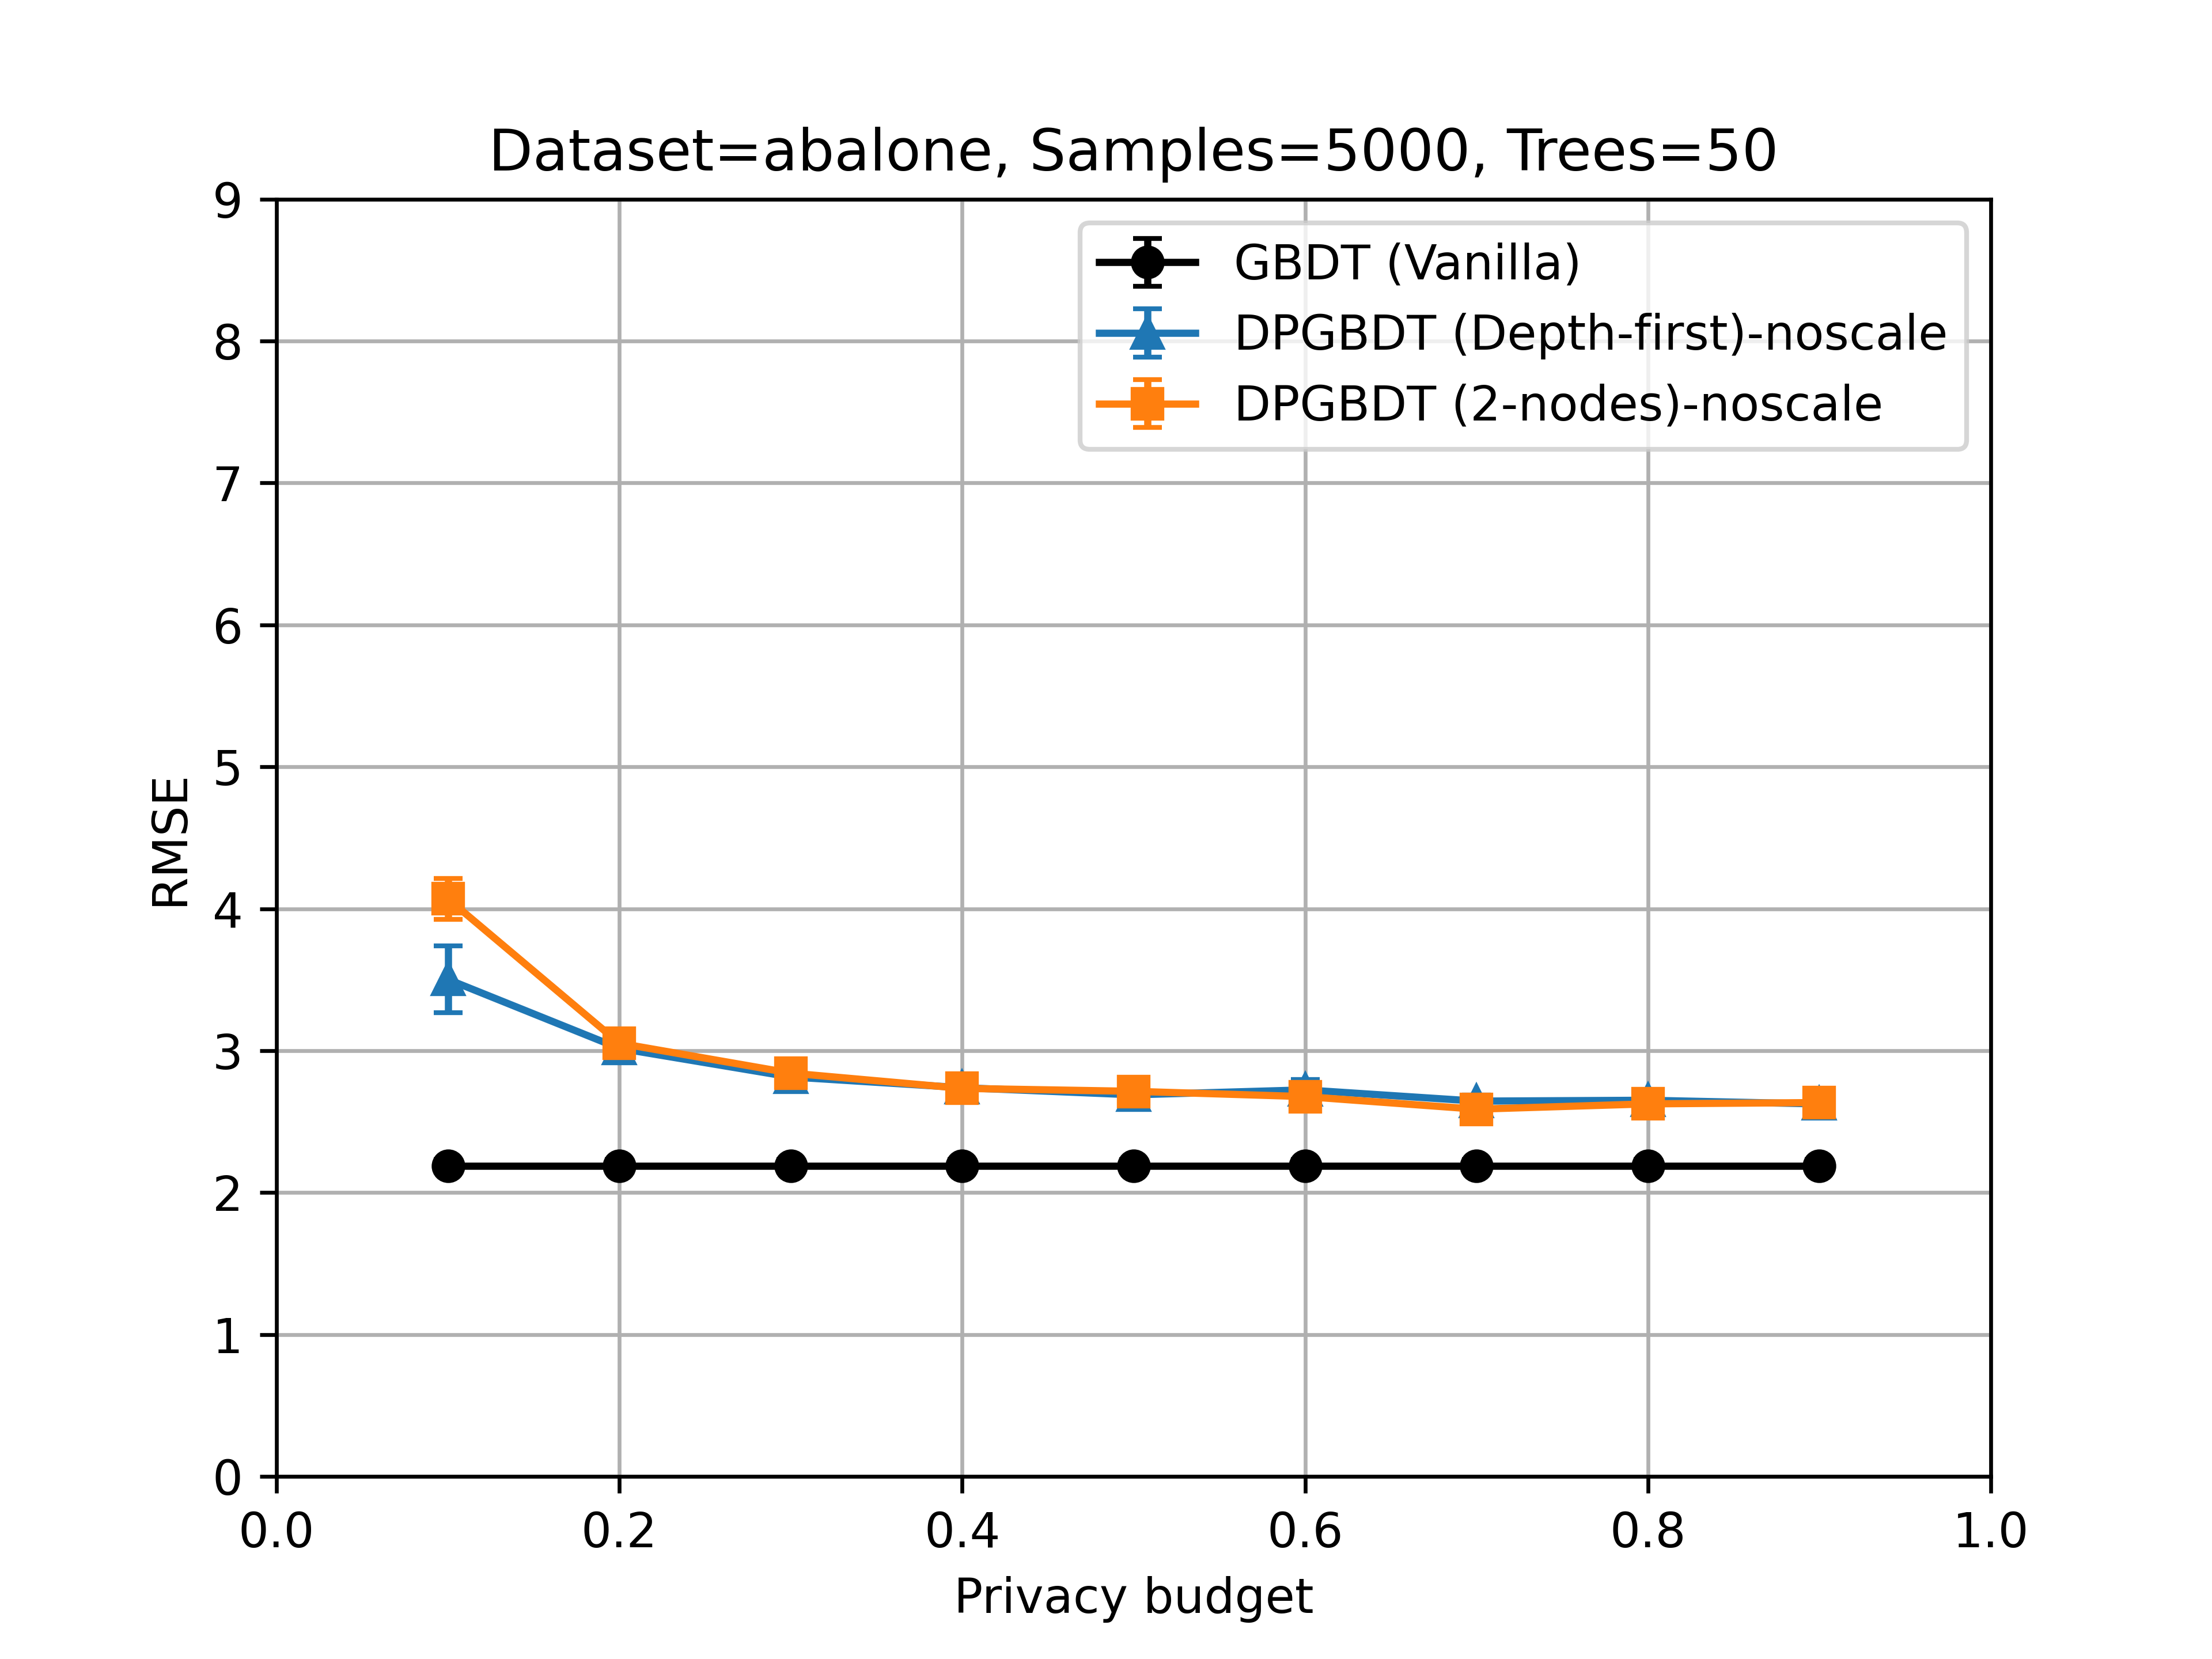 Dataset=abalone, Samples=5000, Trees=50
GBDT (Vanilla)
DPGBDT (Depth-first)-noscale
DPGBDT (2-nodes)-noscale
RMSE
9
8
7
6
5
4
3
2
1
0
0.0 0.2 0.4 0.6 0.8 1.0
Privacy budget